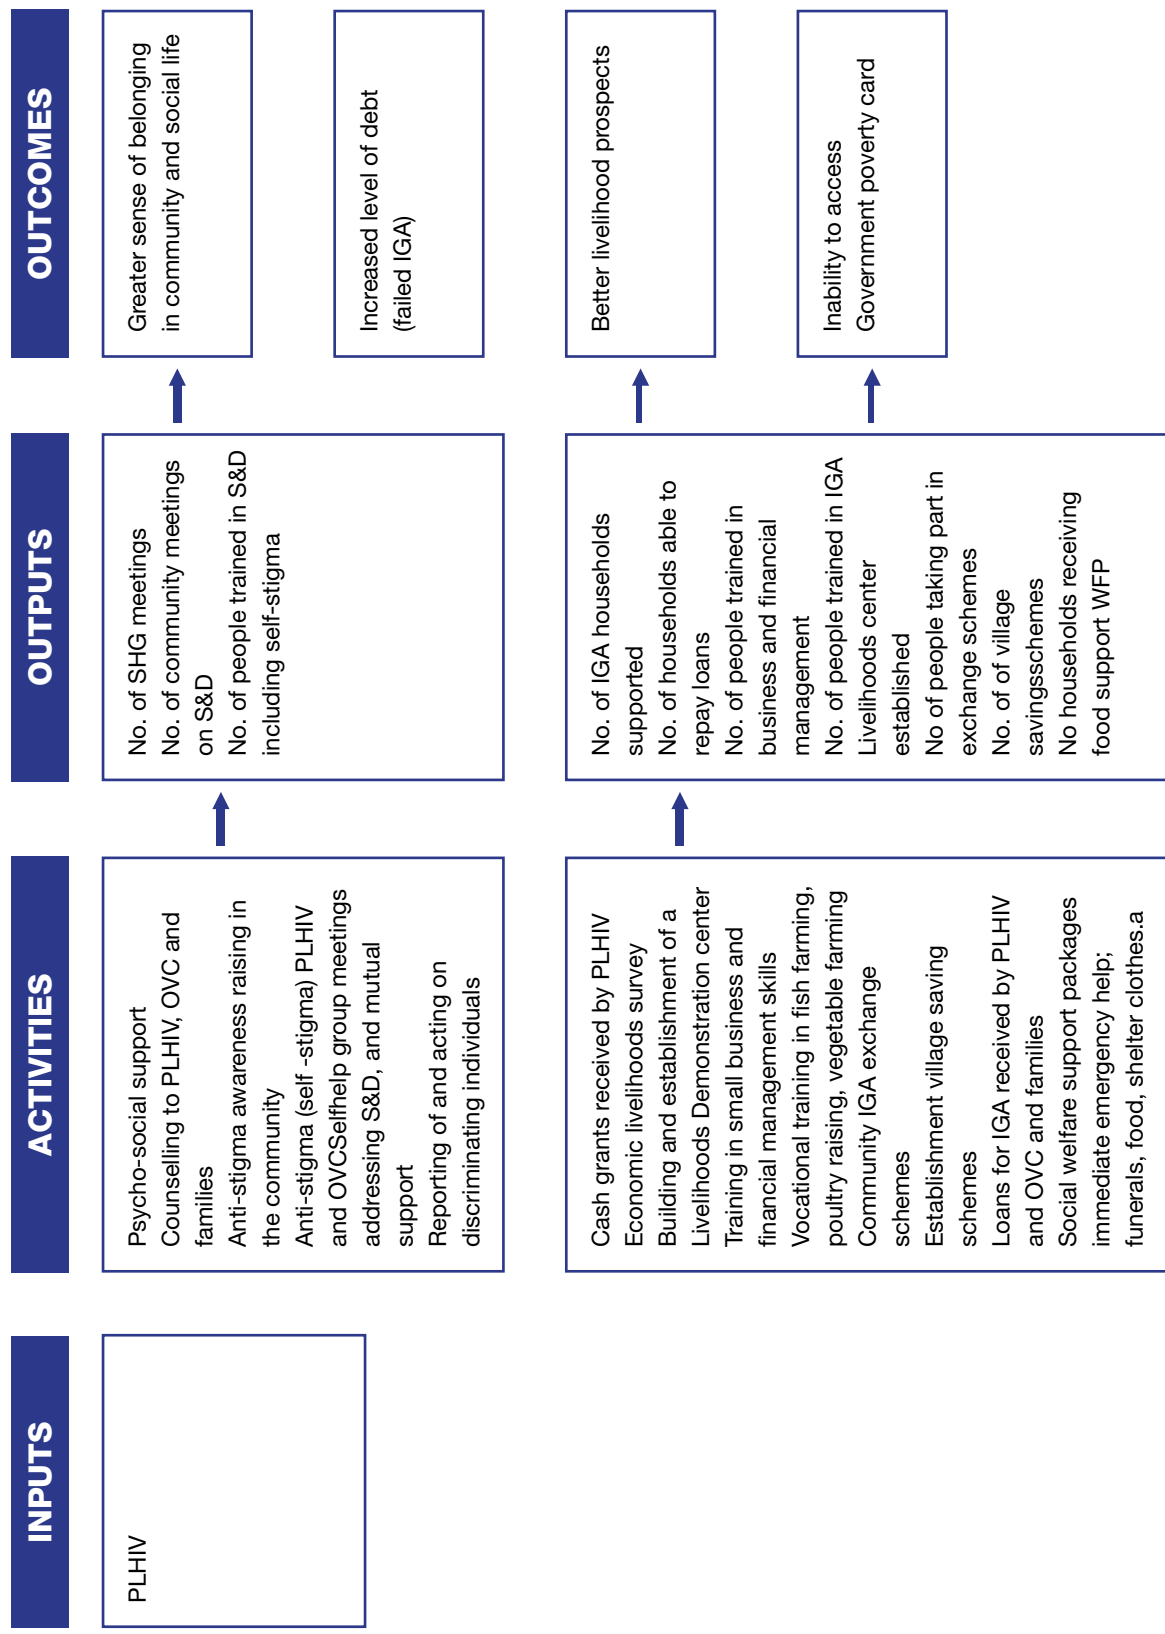 INPUTS
PLHIV
ACTIVITIES
Psycho-social support
Counselling to PLHIV, OVC and
families
Anti-stigma awareness raising in
the community
Anti-stigma (self -stigma) PLHIV
and OVCSelfhelp group meetings
addressing S&D, and mutual
support
Reporting of and acting on
discriminating individuals
Cash grants received by PLHIV
Economic livelihoods survey
Building and establishment of a
Livelihoods Demonstration center
Training in small business and
financial management skills
Vocational training in fish farming,
poultry raising, vegetable farming
Community IGA exchange
schemes
Establishment village saving
schemes
Loans for IGA received by PLHIV
and OVC and families
Social welfare support packages
immediate emergency help;
funerals, food, shelter clothes.a
OUTPUTS
No. of SHG meetings
No. of community meetings
on S&D
No. of people trained in S&D
including self-stigma
No. of IGA households
supported
No. of households able to
repay loans
No. of people trained in
business and financial
management
No. of people trained in IGA
Livelihoods center
established
No of people taking part in
exchange schemes
No. of of village
savingsschemes
No households receiving
food support WFP
OUTCOMES
Greater sense of belonging
in community and social life
Increased level of debt
(failed IGA)
Better livelihood prospects
Inability to access
Government poverty card